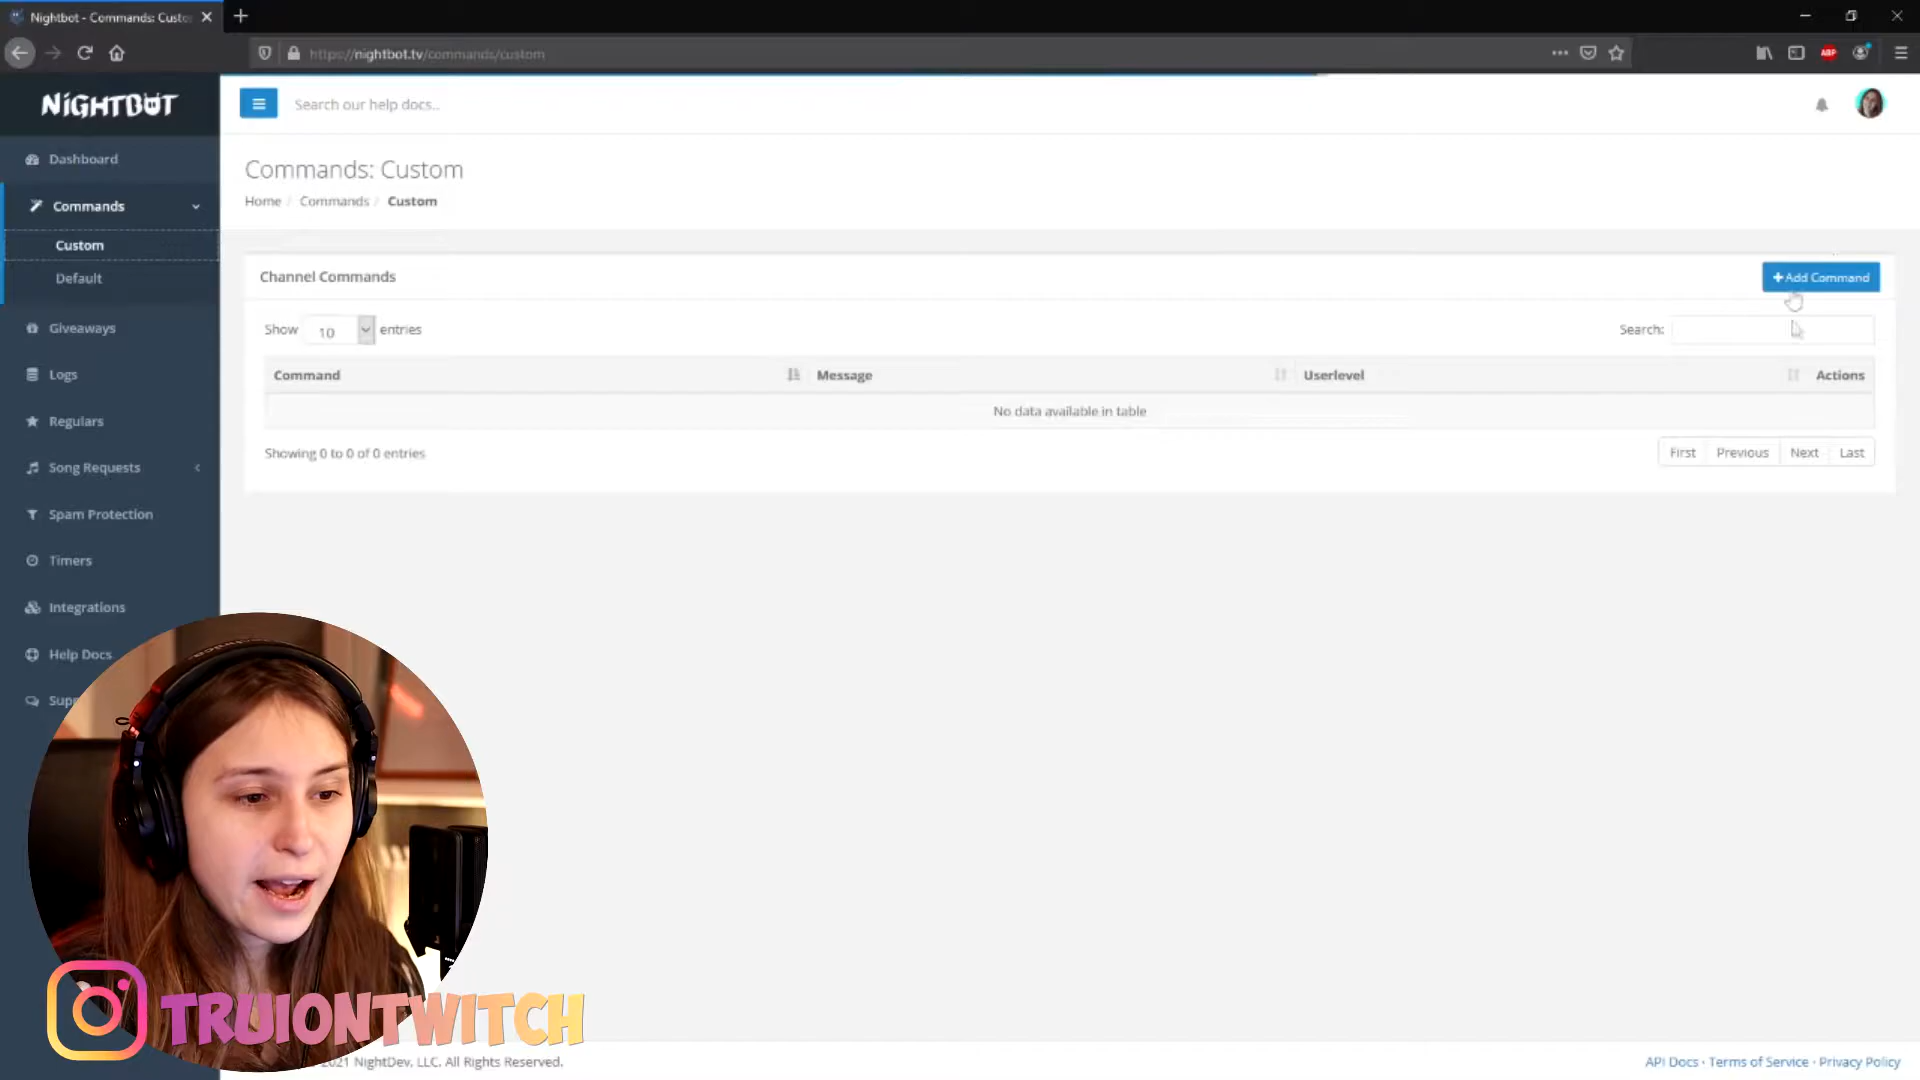 Nightbot - Commands: Custo
https://nightbot.tv/commands/custom
ABP
NiGHTBOT
Search our help docs..
Dashboard
Commands
Custom
Default
Giveaways
Logs
Regulars
Song Requests
Spam Protection
Timers
Integrations
Help Docs
Supp
Commands: Custom
Home / Commands / Custom
Channel Commands
+Add Command
Show 10 entries
Search:
Command Message Userlevel Actions
No data available in table
Showing 0 to 0 of 0 entries
First Previous Next Last
TRUIONTWITCH
2021 NightDev, LLC. All Rights Reserved.
API Docs · Terms of Service · Privacy Policy